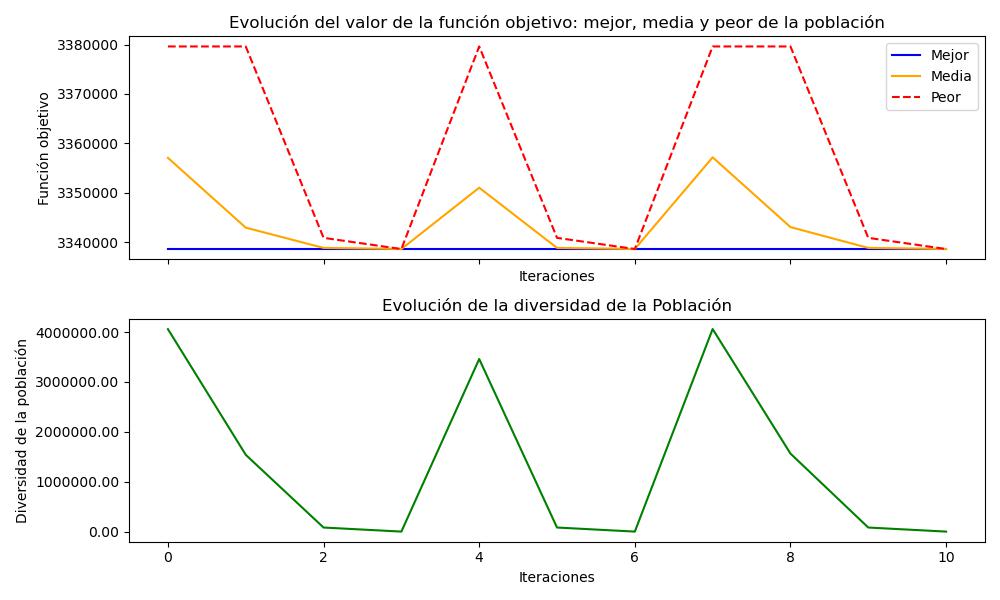 Evolución del valor de la función objetivo: mejor, media y peor de la población
3380000
3370000
3360000
3350000
3340000
Función objetivo
Mejor
Media
Peor
Iteraciones
Evolución de la diversidad de la Población
4000000.00
3000000.00
2000000.00
1000000.00
0.00
Diversidad de la población
0 2 4 6 8 10
Iteraciones